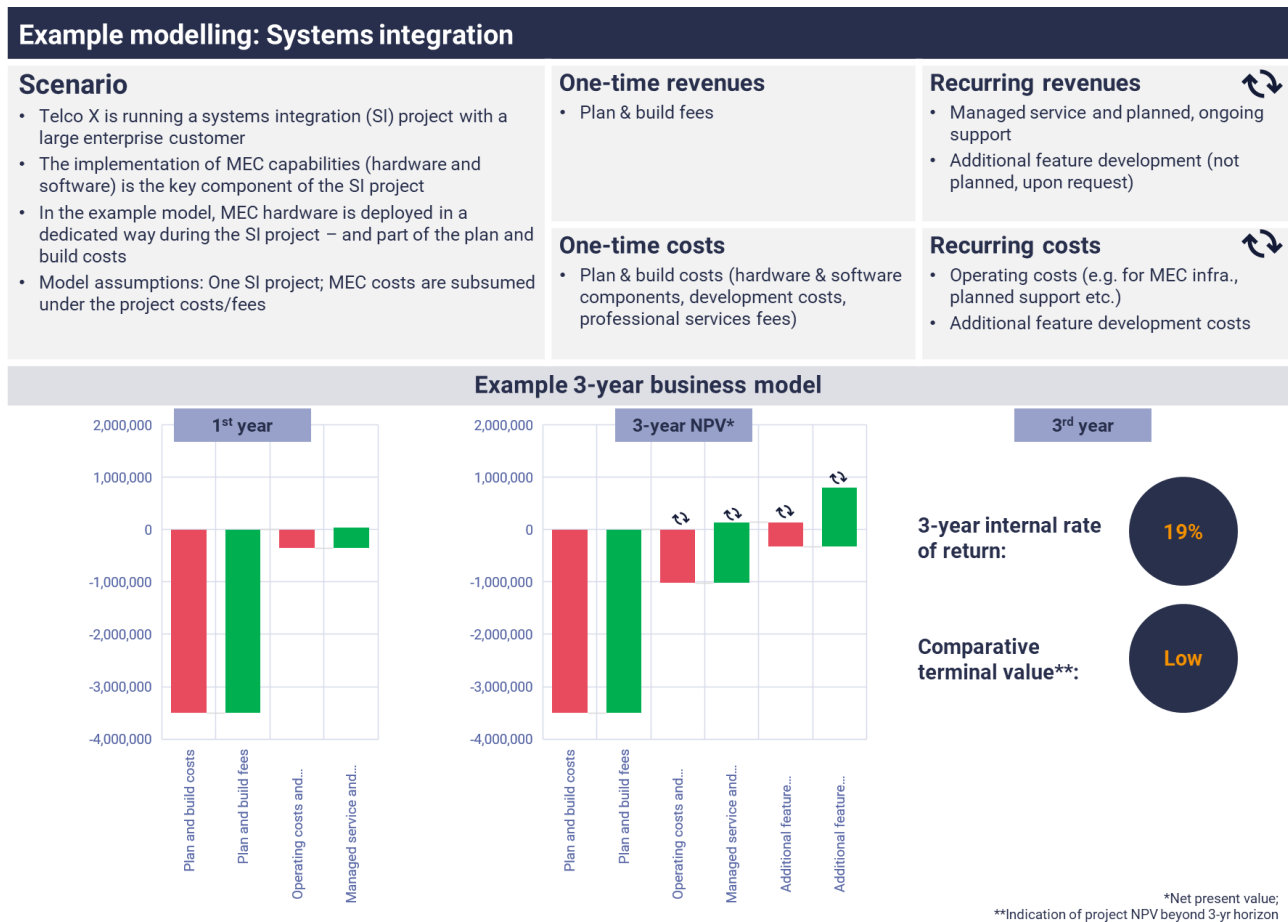 Example modelling: Systems integration
Scenario
• Telco X is running a systems integration (SI) project with a
large enterprise customer
• The implementation of MEC capabilities (hardware and
software) is the key component of the SI project
• In the example model, MEC hardware is deployed in a
dedicated way during the SI project – and part of the plan and
build costs
• Model assumptions: One SI project; MEC costs are subsumed
under the project costs/fees
One-time revenues
• Plan & build fees
Recurring revenues
• Managed service and planned, ongoing
support
• Additional feature development (not
planned, upon request)
One-time costs
• Plan & build costs (hardware & software
components, development costs,
professional services fees)
Recurring costs
• Operating costs (e.g. for MEC infra.,
planned support etc.)
• Additional feature development costs
Example 3-year business model
1st year
2,000,000
1,000,000
0
-1,000,000
-2,000,000
-3,000,000
-4,000,000
Plan and build costs
Plan and build fees
Operating costs and...
Managed service and...
3-year NPV*
2,000,000
1,000,000
0
-1,000,000
-2,000,000
-3,000,000
-4,000,000
Plan and build costs
Plan and build fees
Operating costs and...
Managed service and...
Additional feature...
Additional feature...
3rd year
3-year internal rate
of return:
19%
Comparative
terminal value**:
Low
*Net present value;
**Indication of project NPV beyond 3-yr horizon